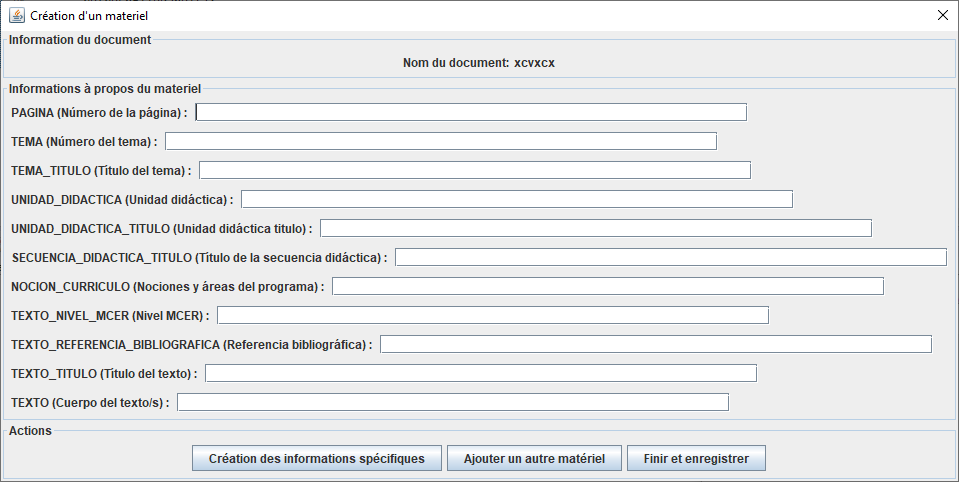 Création d'un materiel
Information du document
Nom du document: xcvxcx
Informations à propos du materiel
PAGINA (Número de la página) :
TEMA (Número del tema) :
TEMA_TITULO (Título del tema) :
UNIDAD_DIDACTICA (Unidad didáctica) :
UNIDAD_DIDACTICA_TITULO (Unidad didáctica titulo) :
SECUENCIA_DIDACTICA_TITULO (Título de la secuencia didáctica) :
NOCION_CURRICULO (Nociones y áreas del programa) :
TEXTO_NIVEL_MCER (Nivel MCER) :
TEXTO_REFERENCIA_BIBLIOGRAFICA (Referencia bibliográfica) :
TEXTO_TITULO (Título del texto) :
TEXTO (Cuerpo del texto/s) :
Actions
Création des informations spécifiques Ajouter un autre matériel Finir et enregistrer